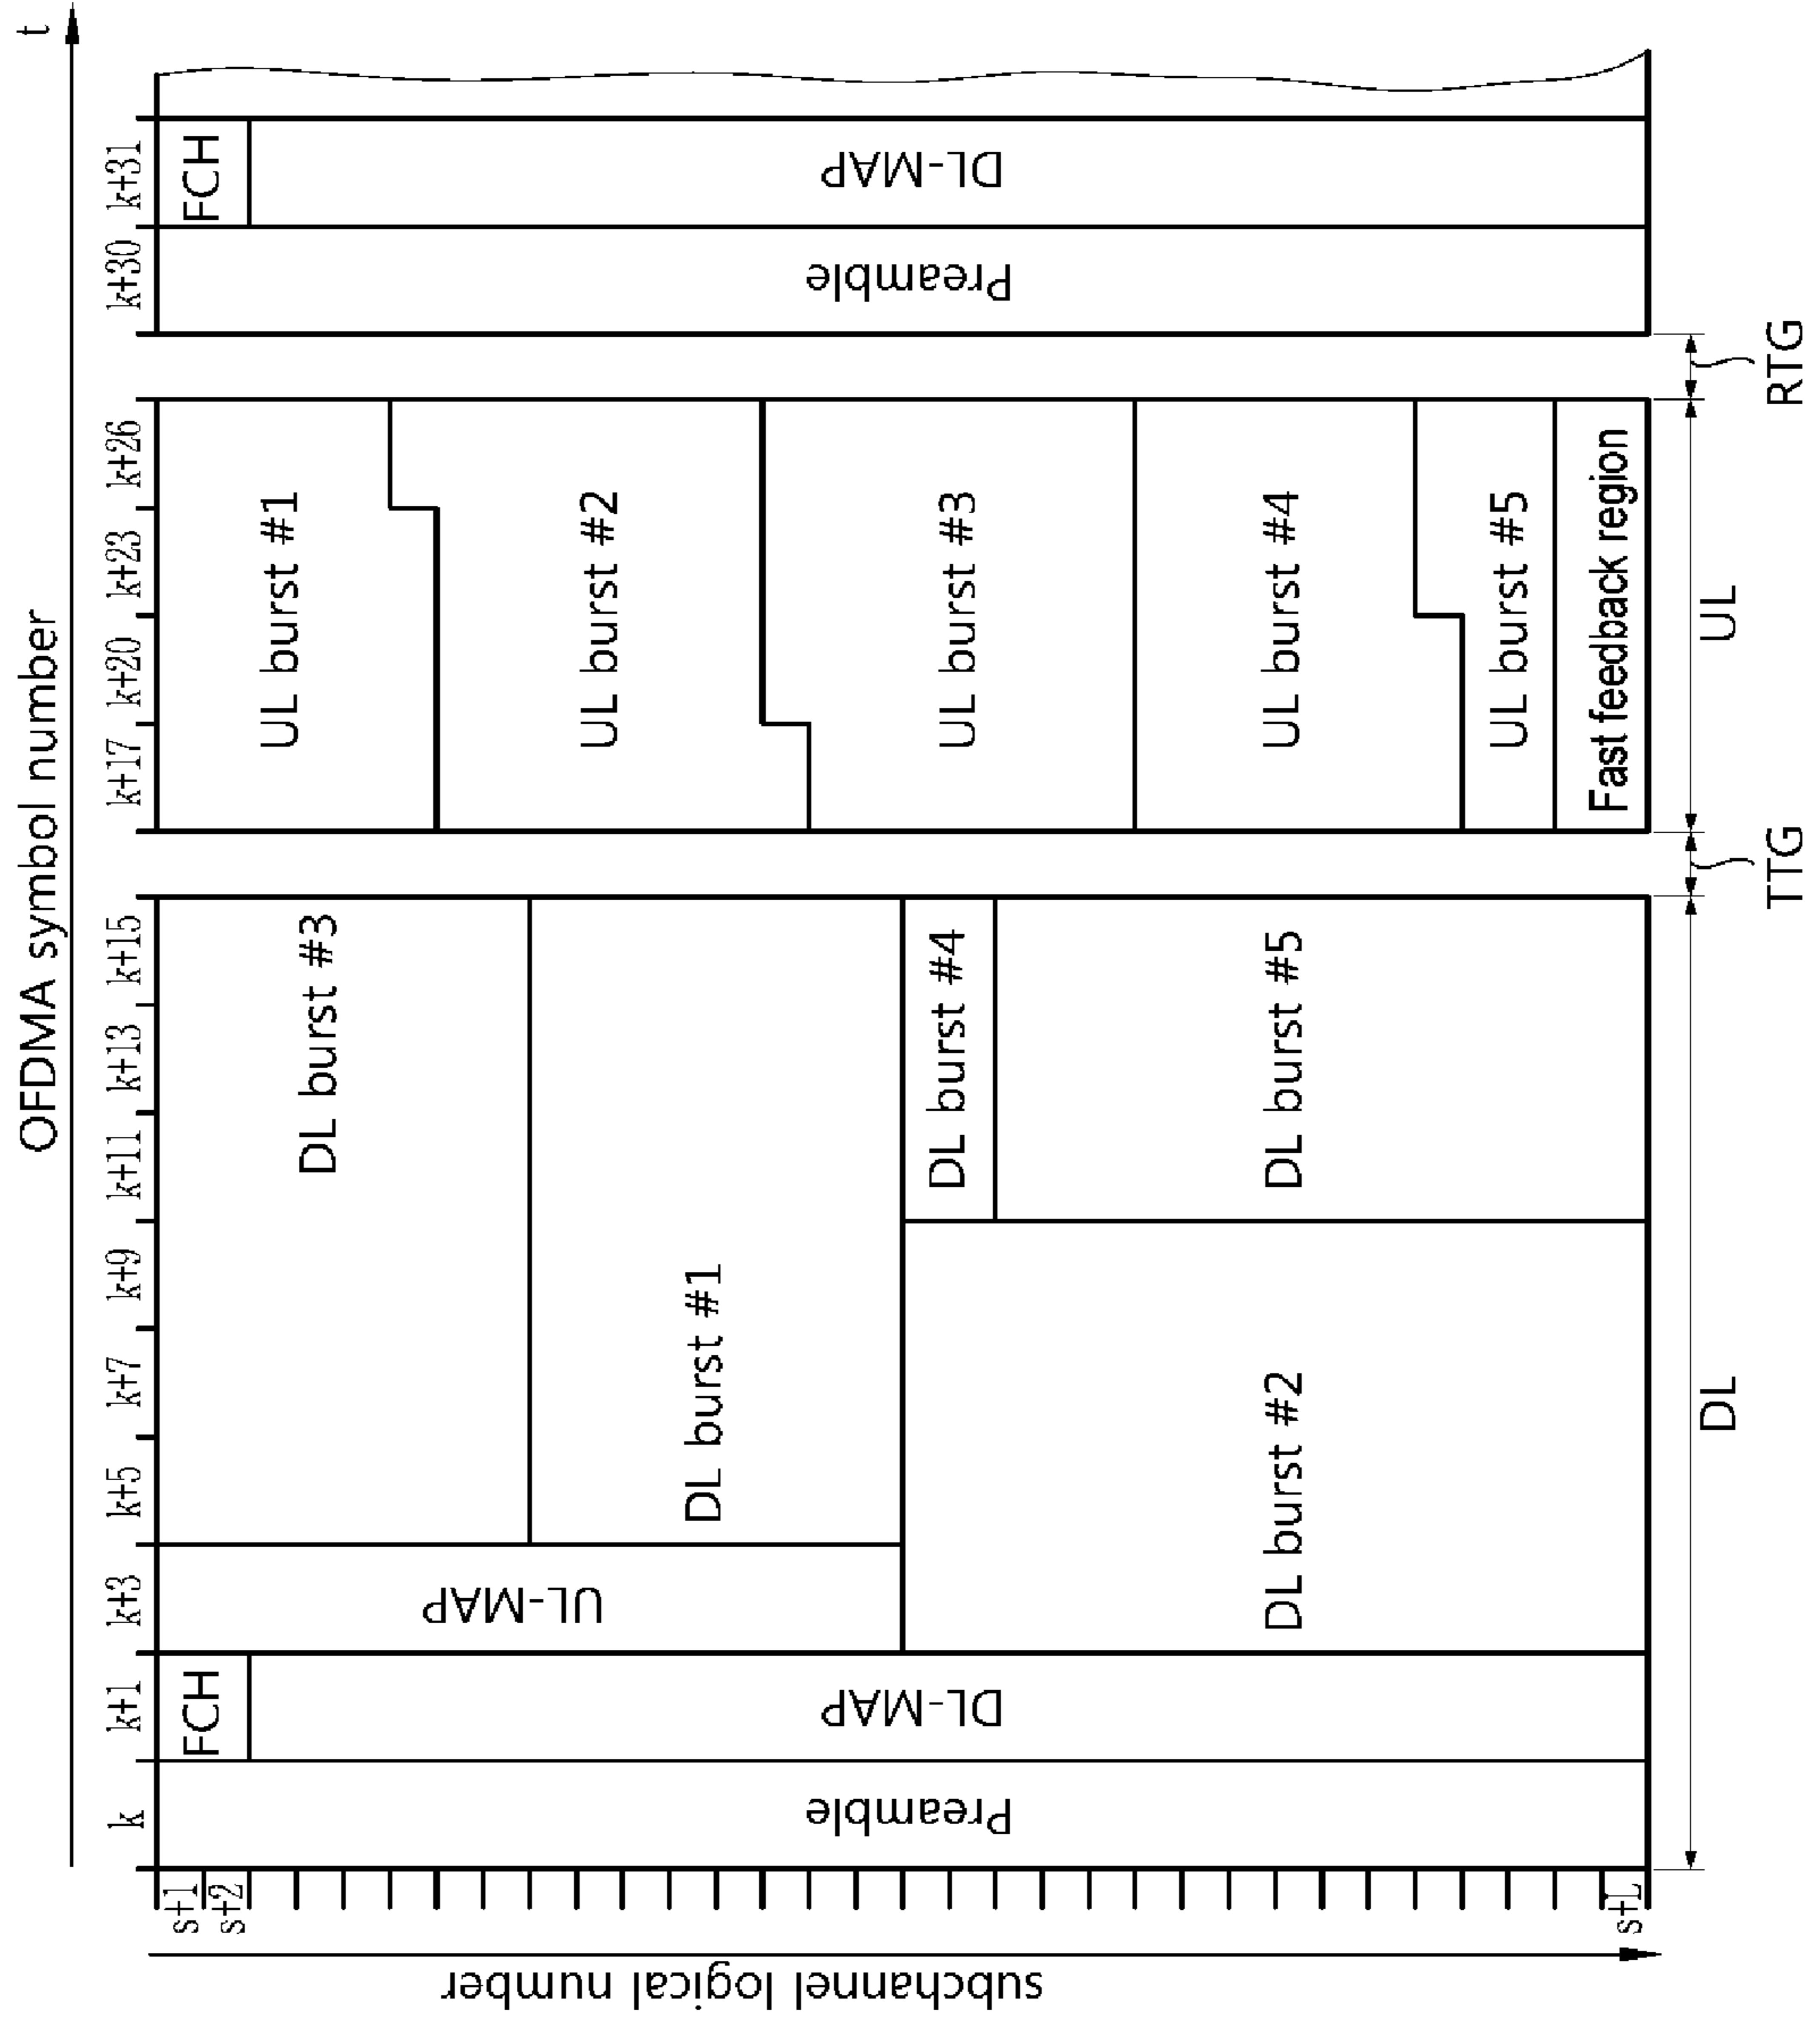 OFDMA symbol number
t
k
k+1
k+3
k+5
k+7
k+9
k+11
k+13
k+15
k+17
k+20
k+23
k+26
k+30
k+31
subchannel logical number
s+1
s+2
s+L
Preamble
FCH
DL-MAP
UL-MAP
DL burst #3
DL burst #1
DL burst #2
DL burst #4
DL burst #5
UL burst #1
UL burst #2
UL burst #3
UL burst #4
UL burst #5
Fast feedback region
Preamble
FCH
DL-MAP
DL
TTG
UL
RTG